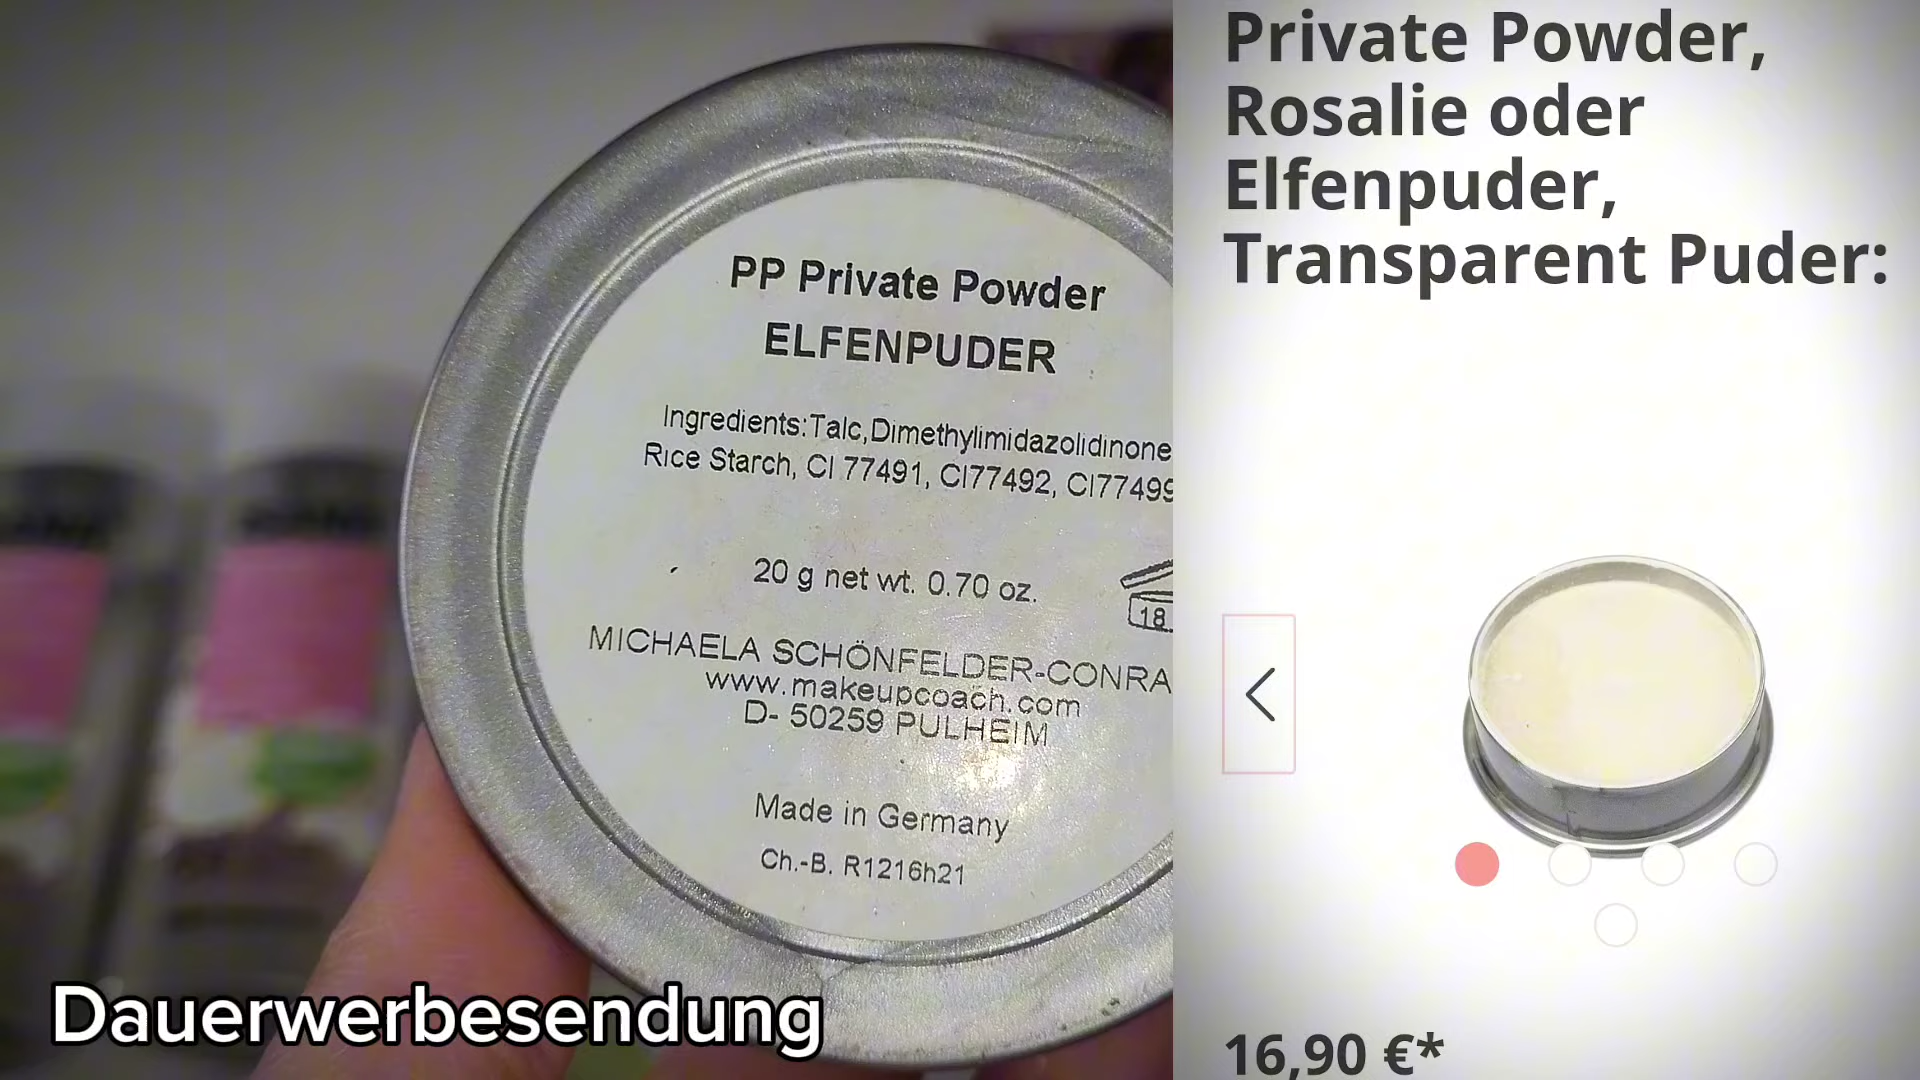 PP Private Powder
ELFENPUDER
Ingredients:Talc,Dimethylimidazolidinone
Rice Starch, CI 77491, CI77492, CI77499
20 g net wt. 0.70 oz.
18
MICHAELA SCHÖNFELDER-CONRA
www.makeupcoach.com
D- 50259 PULHEIM
Made in Germany
Ch.-B. R1216h21
Dauerwerbesendung
Private Powder,
Rosalie oder
Elfenpuder,
Transparent Puder:
16,90 €*